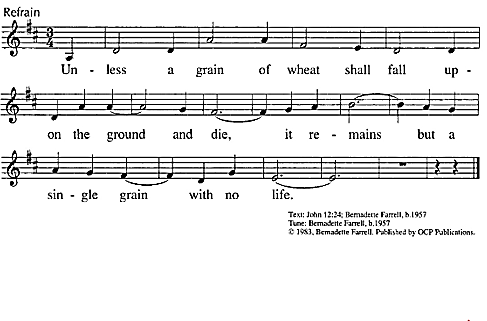 Refrain
3
4
Un - less a grain of wheat shall fall up -
on the ground and die, it re - mains but a
sin - gle grain with no life.
Text: John 12:24; Bernadette Farrell, b.1957
Tune: Bernadette Farrell, b.1957
© 1983, Bernadette Farrell. Published by OCP Publications.